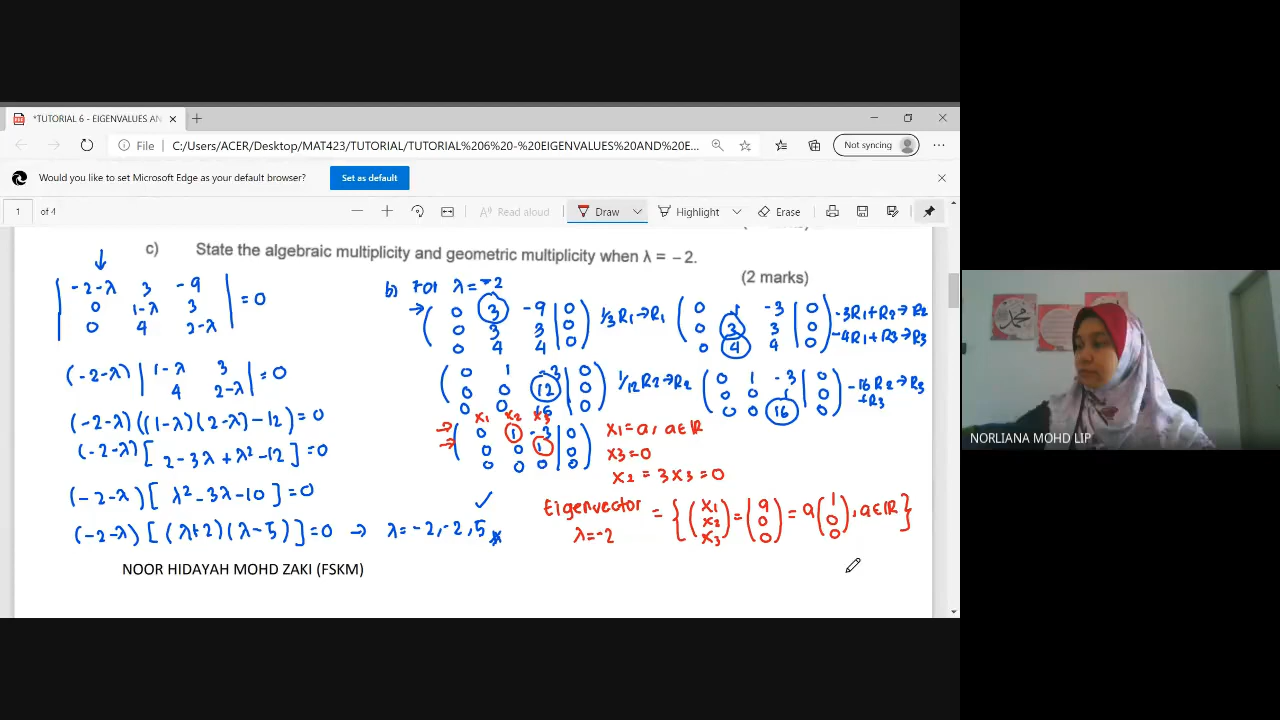 *TUTORIAL 6 - EIGENVALUES AN
File
C:/Users/ACER/Desktop/MAT423/TUTORIAL/TUTORIAL%206%20-%20EIGENVALUES%20AND%20E...
Not syncing
Would you like to set Microsoft Edge as your default browser?
Set as default
1 of 4
Read aloud
Draw
Highlight
Erase
c) State the algebraic multiplicity and geometric multiplicity when λ = −2.
(2 marks)
| -2-λ 3 -9 |
| 0 1-λ 3 | = 0
| 0 4 2-λ |
(-2-λ) | 1-λ 3 | = 0
| 4 2-λ |
(-2-λ)((1-λ)(2-λ)-12)=0
(-2-λ)[2-3λ+λ²-12]=0
(-2-λ)[λ²-3λ-10]=0
(-2-λ)[(λ+2)(λ-5)]=0 → λ=-2,-2,5
b) For λ=-2
→ ( 0 3 -9 | 0 ) 1/3R1→R1 ( 0 1 -3 | 0 ) -3R1+R2→R2
( 0 3 3 | 0 ) ( 0 3 3 | 0 ) -4R1+R3→R3
( 0 4 4 | 0 ) ( 0 4 4 | 0 )
( 0 1 -3 | 0 ) 1/12R2→R2 ( 0 1 -3 | 0 ) -16R2→R3
( 0 0 12 | 0 ) ( 0 0 1 | 0 ) +R3
( 0 0 16 | 0 ) ( 0 0 16 | 0 )
x1 x2 x3
→ ( 0 1 -3 | 0 ) x1=a, a∈ℝ
→ ( 0 0 1 | 0 ) x3=0
( 0 0 0 | 0 ) x2=3x3=0
Eigenvector λ=-2 = { (x1 x2 x3) = (a 0 0) = a(1 0 0), a∈ℝ }
NOOR HIDAYAH MOHD ZAKI (FSKM)
NORLIANA MOHD LIP